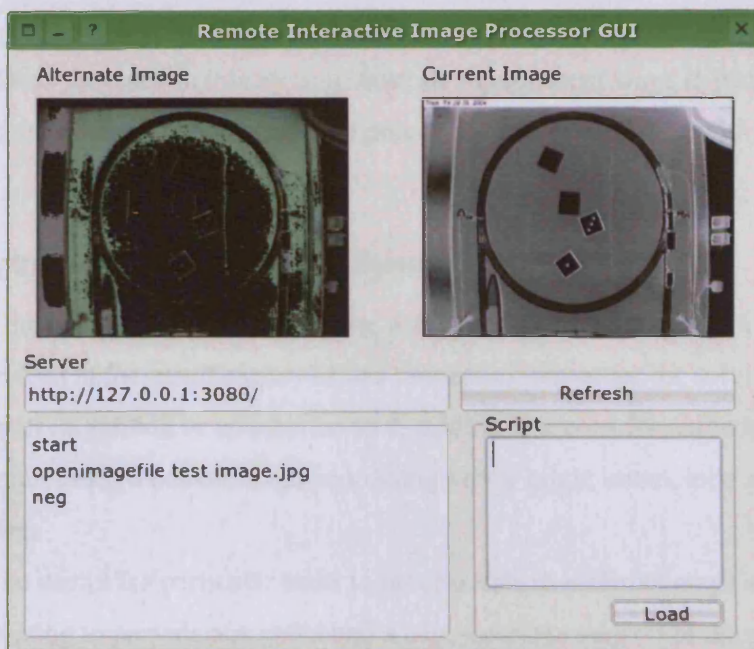 Remote Interactive Image Processor GUI
Alternate Image
Current Image
Server
http://127.0.0.1:3080/
Refresh
start
openimagefile test image.jpg
neg
Script
Load